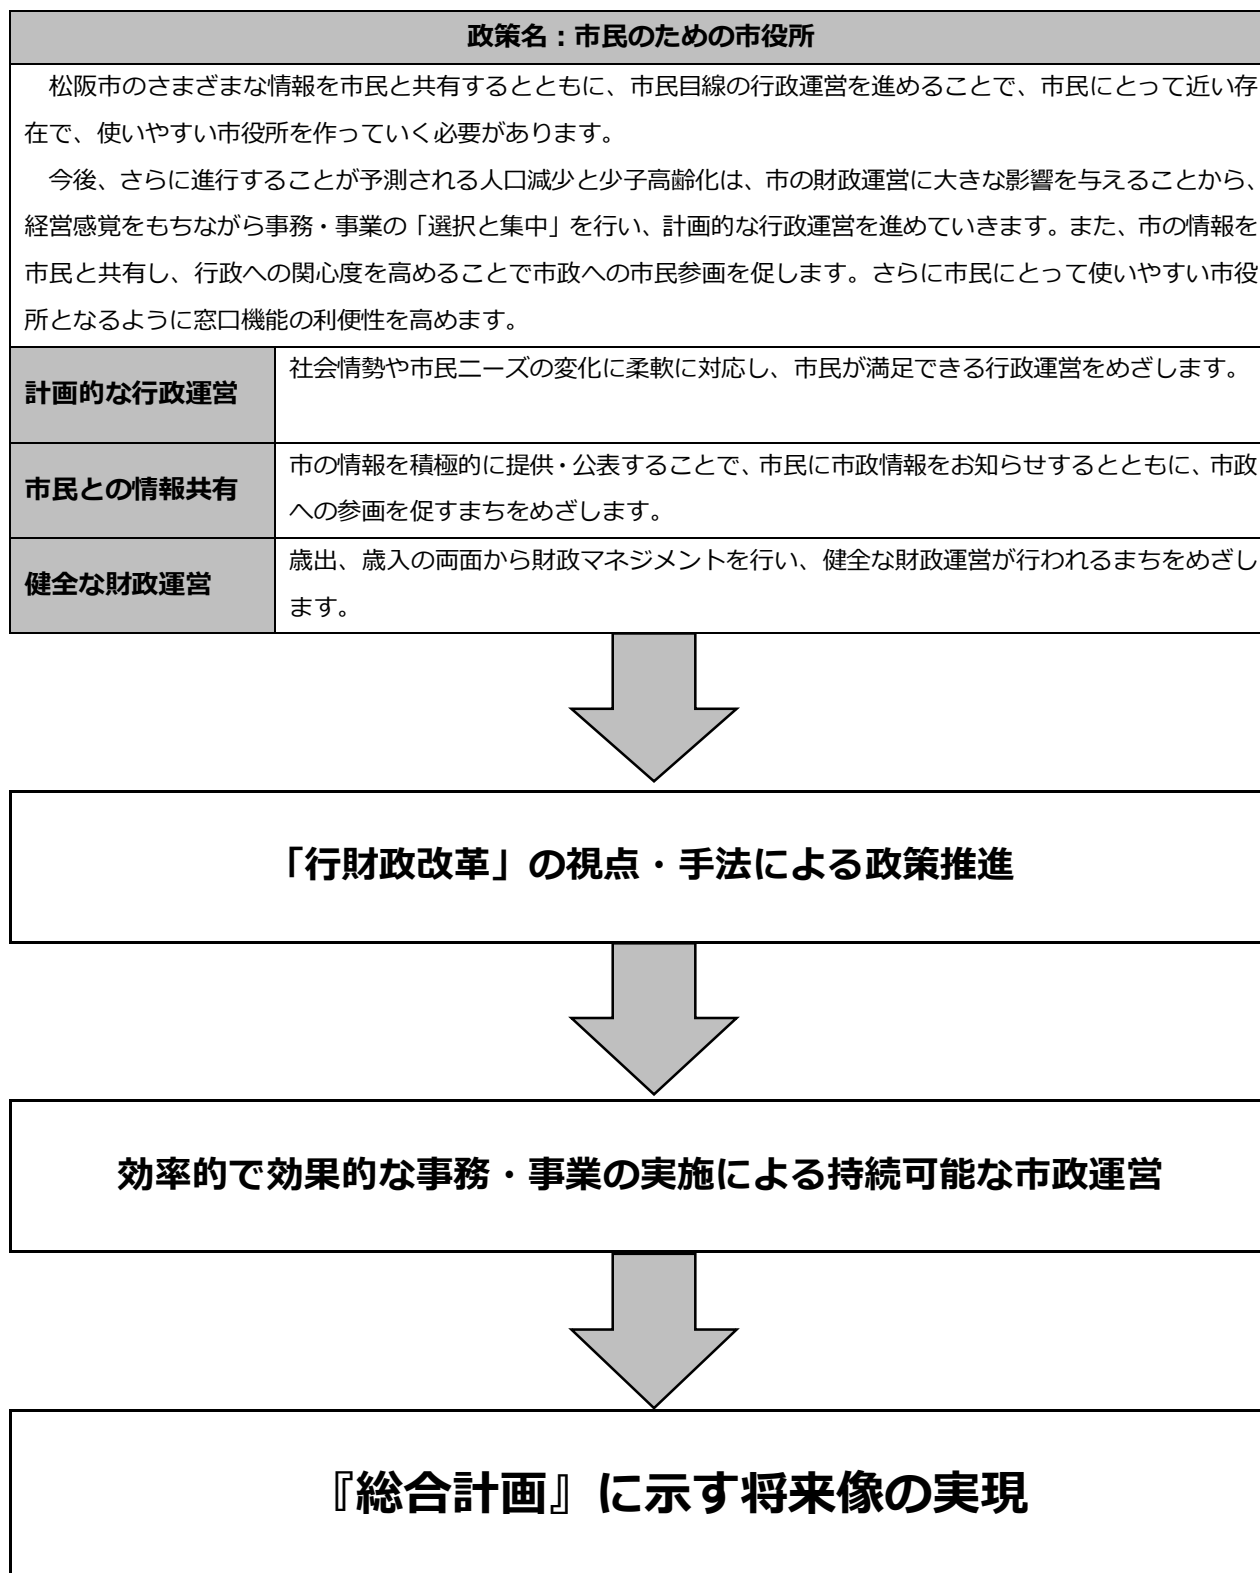 政策名：市民のための市役所
松阪市のさまざまな情報を市民と共有するとともに、市民目線の行政運営を進めることで、市民にとって近い存
在で、使いやすい市役所を作っていく必要があります。
今後、さらに進行することが予測される人口減少と少子高齢化は、市の財政運営に大きな影響を与えることから、
経営感覚をもちながら事務・事業の「選択と集中」を行い、計画的な行政運営を進めていきます。また、市の情報を
市民と共有し、行政への関心度を高めることで市政への市民参画を促します。さらに市民にとって使いやすい市役
所となるように窓口機能の利便性を高めます。
計画的な行政運営
社会情勢や市民ニーズの変化に柔軟に対応し、市民が満足できる行政運営をめざします。
市民との情報共有
市の情報を積極的に提供・公表することで、市民に市政情報をお知らせするとともに、市政
への参画を促すまちをめざします。
健全な財政運営
歳出、歳入の両面から財政マネジメントを行い、健全な財政運営が行われるまちをめざし
ます。
「行財政改革」の視点・手法による政策推進
効率的で効果的な事務・事業の実施による持続可能な市政運営
『総合計画』に示す将来像の実現